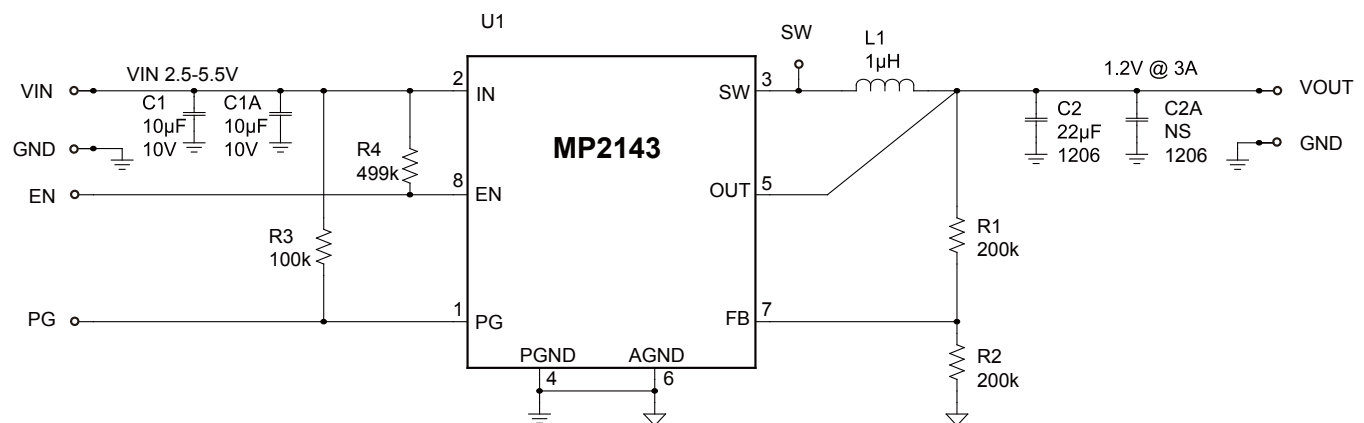 U1
SW
L1
1µH
VIN
VIN 2.5-5.5V
2
IN
SW
3
1.2V @ 3A
VOUT
C1
10µF
10V
C1A
10µF
10V
C2
22µF
1206
C2A
NS
1206
GND
GND
R4
499k
MP2143
EN
8
EN
OUT
5
R3
100k
R1
200k
PG
1
PG
FB
7
PGND
AGND
4
6
R2
200k